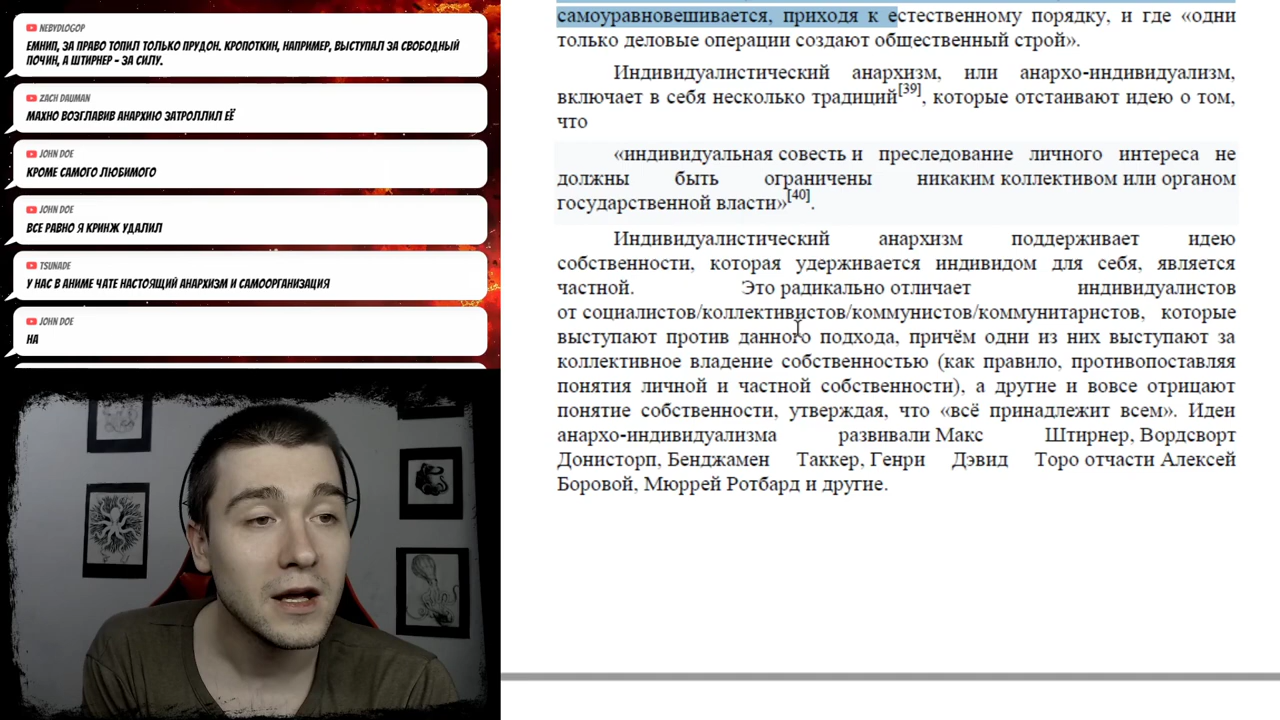 NEBYDLOGOP
ЕМНИП, ЗА ПРАВО ТОПИЛ ТОЛЬКО ПРУДОН. КРОПОТКИН, НАПРИМЕР, ВЫСТУПАЛ ЗА СВОБОДНЫЙ
ПОЧИН, А ШТИРНЕР - ЗА СИЛУ.
ZACH DAUMAN
МАХНО ВОЗГЛАВИВ АНАРХИЮ ЗАТРОЛЛИЛ ЕЁ
JOHN DOE
КРОМЕ САМОГО ЛЮБИМОГО
JOHN DOE
ВСЕ РАВНО Я КРИНЖ УДАЛИЛ
TSUNADE
У НАС В АНИМЕ ЧАТЕ НАСТОЯЩИЙ АНАРХИЗМ И САМООРГАНИЗАЦИЯ
JOHN DOE
НА
самоуравновешивается, приходя к естественному порядку, и где «одни
только деловые операции создают общественный строй».
Индивидуалистический анархизм, или анархо-индивидуализм,
включает в себя несколько традиций[39], которые отстаивают идею о том,
что
«индивидуальная совесть и преследование личного интереса не
должны быть ограничены никаким коллективом или органом
государственной власти»[40].
Индивидуалистический анархизм поддерживает идею
собственности, которая удерживается индивидом для себя, является
частной. Это радикально отличает индивидуалистов
от социалистов/коллективистов/коммунистов/коммунитаристов, которые
выступают против данного подхода, причём одни из них выступают за
коллективное владение собственностью (как правило, противопоставляя
понятия личной и частной собственности), а другие и вовсе отрицают
понятие собственности, утверждая, что «всё принадлежит всем». Идеи
анархо-индивидуализма развивали Макс Штирнер, Вордсворт
Донисторп, Бенджамен Таккер, Генри Дэвид Торо отчасти Алексей
Боровой, Мюррей Ротбард и другие.